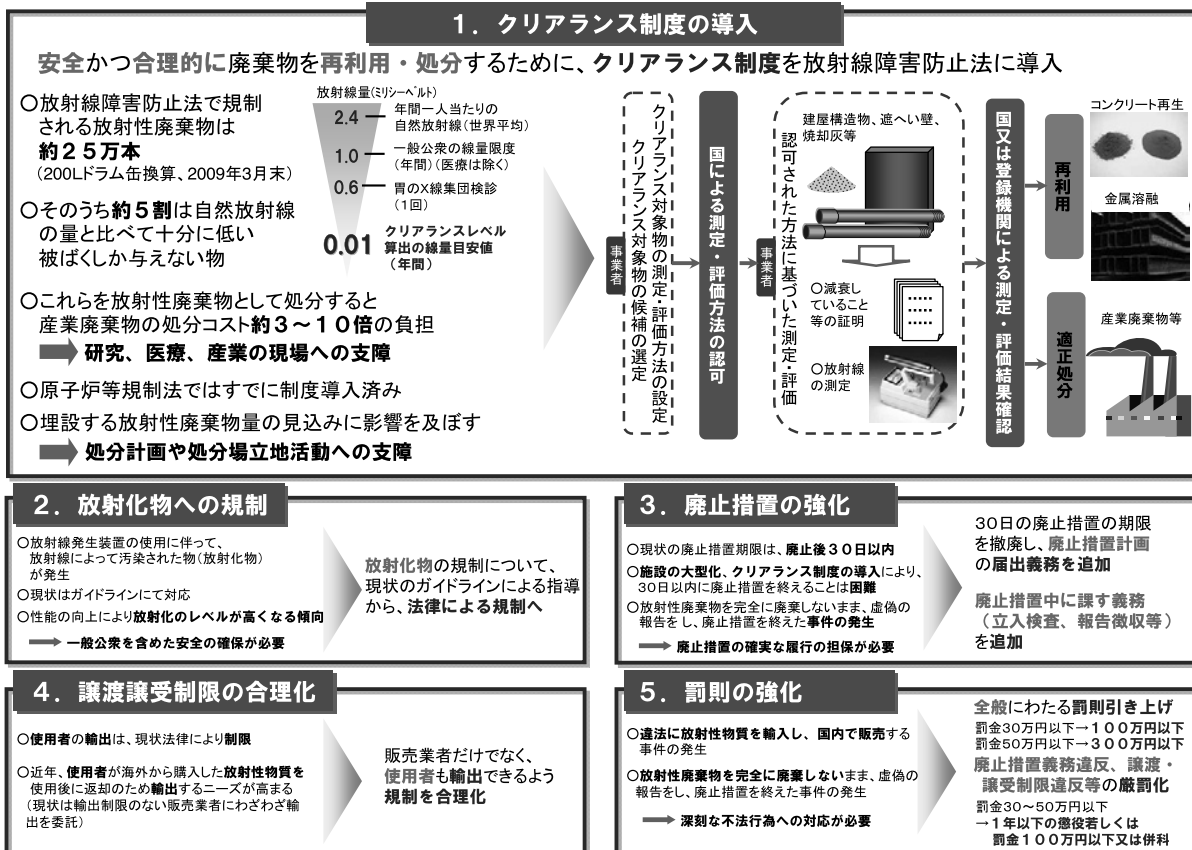 １．クリアランス制度の導入
安全かつ合理的に廃棄物を再利用・処分するために、クリアランス制度を放射線障害防止法に導入
○放射線障害防止法で規制
される放射性廃棄物は
約２５万本
(200Lドラム缶換算、2009年3月末)
○そのうち約５割は自然放射線
の量と比べて十分に低い
被ばくしか与えない物
○これらを放射性廃棄物として処分すると
産業廃棄物の処分コスト約３～１０倍の負担
研究、医療、産業の現場への支障
○原子炉等規制法ではすでに制度導入済み
○埋設する放射性廃棄物量の見込みに影響を及ぼす
処分計画や処分場立地活動への支障
放射線量(ミリシーベルト)
2.4
年間一人当たりの
自然放射線(世界平均)
1.0
一般公衆の線量限度
(年間)(医療は除く)
0.6
胃のX線集団検診
(1回)
0.01
クリアランスレベル
算出の線量目安値
(年間)
事業者
クリアランス対象物の測定・評価方法の設定
クリアランス対象物の候補の選定
国による測定・評価方法の認可
事業者
認可された方法に基づいた測定・評価
建屋構造物、遮へい壁、
焼却灰等
○減衰し
ていること
等の証明
○放射線
の測定
国又は登録機関による測定・評価結果確認
再利用
コンクリート再生
金属溶融
適正処分
産業廃棄物等
２．放射化物への規制
○放射線発生装置の使用に伴って、
放射線によって汚染された物(放射化物)
が発生
○現状はガイドラインにて対応
○性能の向上により放射化のレベルが高くなる傾向
一般公衆を含めた安全の確保が必要
放射化物の規制について、
現状のガイドラインによる指導
から、法律による規制へ
３．廃止措置の強化
○現状の廃止措置期限は、廃止後３０日以内
○施設の大型化、クリアランス制度の導入により、
30日以内に廃止措置を終えることは困難
○放射性廃棄物を完全に廃棄しないまま、虚偽の
報告をし、廃止措置を終えた事件の発生
廃止措置の確実な履行の担保が必要
30日の廃止措置の期限
を撤廃し、廃止措置計画
の届出義務を追加
廃止措置中に課す義務
（立入検査、報告徴収等）
を追加
４．譲渡譲受制限の合理化
○使用者の輸出は、現状法律により制限
○近年、使用者が海外から購入した放射性物質を
使用後に返却のため輸出するニーズが高まる
(現状は輸出制限のない販売業者にわざわざ輸
出を委託)
販売業者だけでなく、
使用者も輸出できるよう
規制を合理化
５．罰則の強化
○違法に放射性物質を輸入し、国内で販売する
事件の発生
○放射性廃棄物を完全に廃棄しないまま、虚偽の
報告をし、廃止措置を終えた事件の発生
深刻な不法行為への対応が必要
全般にわたる罰則引き上げ
罰金30万円以下→１００万円以下
罰金50万円以下→３００万円以下
廃止措置義務違反、譲渡・
譲受制限違反等の厳罰化
罰金30～50万円以下
→１年以下の懲役若しくは
罰金１００万円以下又は併科